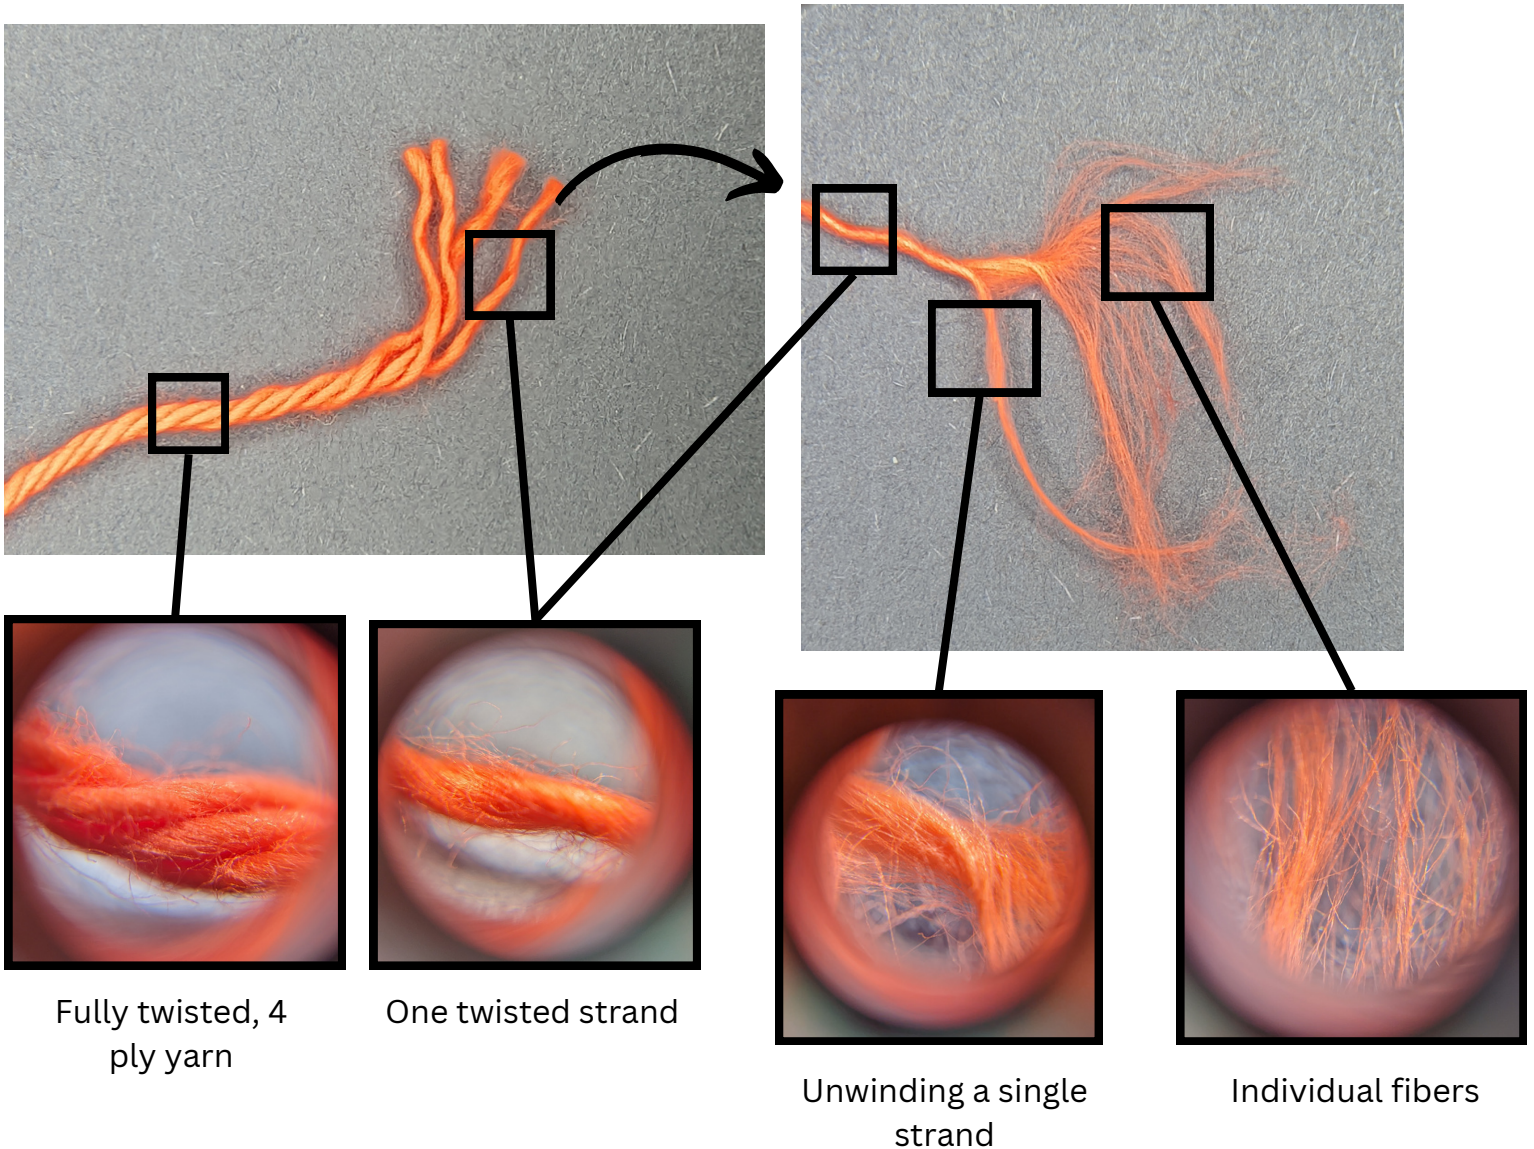 Fully twisted, 4
ply yarn
One twisted strand
Unwinding a single
strand
Individual fibers